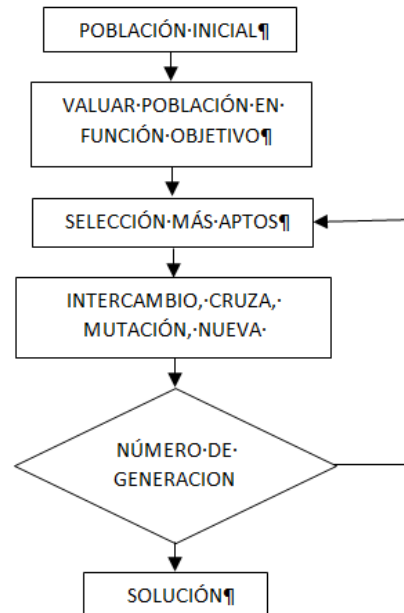 POBLACIÓN·INICIAL¶
VALUAR·POBLACIÓN·EN·
FUNCIÓN·OBJETIVO¶
SELECCIÓN·MÁS·APTOS¶
INTERCAMBIO,·CRUZA,·
MUTACIÓN,·NUEVA·
NÚMERO·DE·
GENERACION
SOLUCIÓN¶